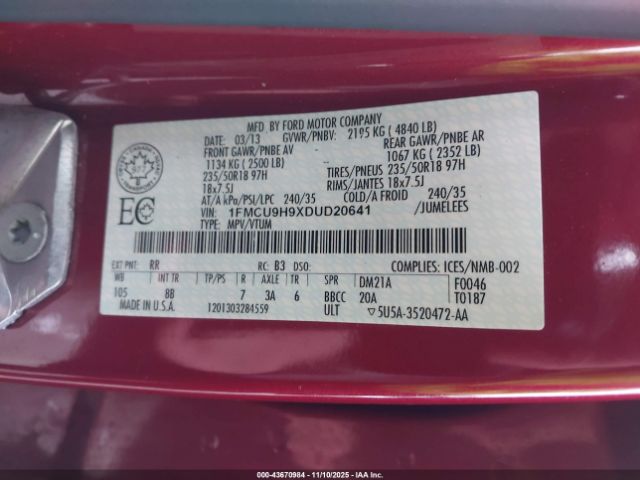 MFD. BY FORD MOTOR COMPANY
DATE: 03/13 GVWR/PNBV: 2195 KG ( 4840 LB)
FRONT GAWR/PNBE AV REAR GAWR/PNBE AR
1134 KG ( 2500 LB) 1067 KG ( 2352 LB)
235/50R18 97H TIRES/PNEUS 235/50R18 97H
18x7.5J RIMS/JANTES 18x7.5J
AT/A kPa/PSI/LPC 240/35 COLD/A FROID 240/35
VIN: 1FMCU9H9XDUD20641 /JUMELEES
TYPE: MPV/VTUM
EC
EXT PNT: RR RC: B3 DSO: COMPLIES: ICES/NMB-002
WB INT TR TP/PS R AXLE TR SPR DM21A F0046
105 BB 7 3A 6 BBCC 20A T0187
MADE IN U.S.A. 1201303284559 ULT ▽5U5A-3520472-AA
00-43670984 — 11/10/2025 — IAA Inc.